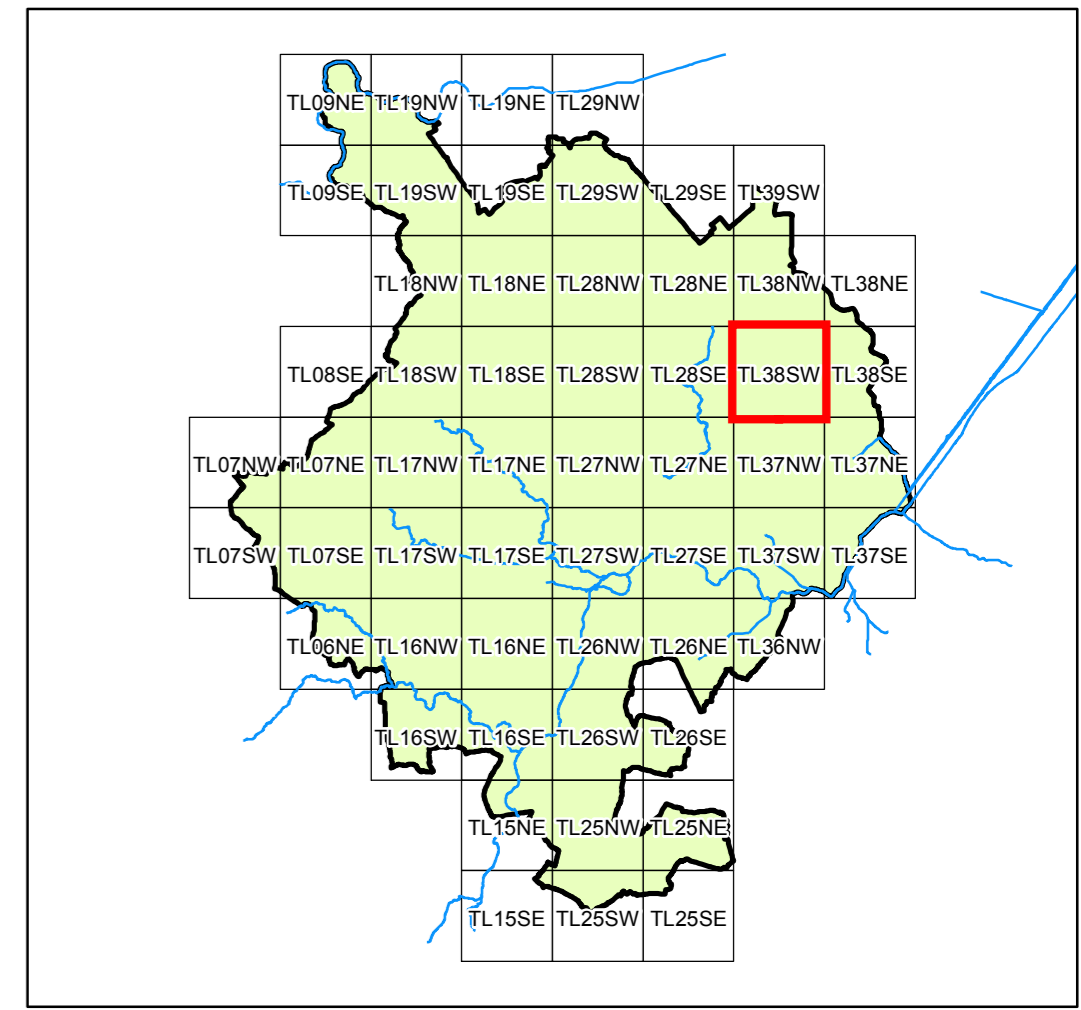 TL09NE TL19NW TL19NE TL29NW
TL09SE TL19SW TL19SE TL29SW TL29SE TL39SW
TL18NW TL18NE TL28NW TL28NE TL38NW TL38NE
TL08SE TL18SW TL18SE TL28SW TL28SE TL38SW TL38SE
TL07NW TL07NE TL17NW TL17NE TL27NW TL27NE TL37NW TL37NE
TL07SW TL07SE TL17SW TL17SE TL27SW TL27SE TL37SW TL37SE
TL06NE TL16NW TL16NE TL26NW TL26NE TL36NW
TL16SW TL16SE TL26SW TL26SE
TL15NE TL25NW TL25NE
TL15SE TL25SW TL25SE